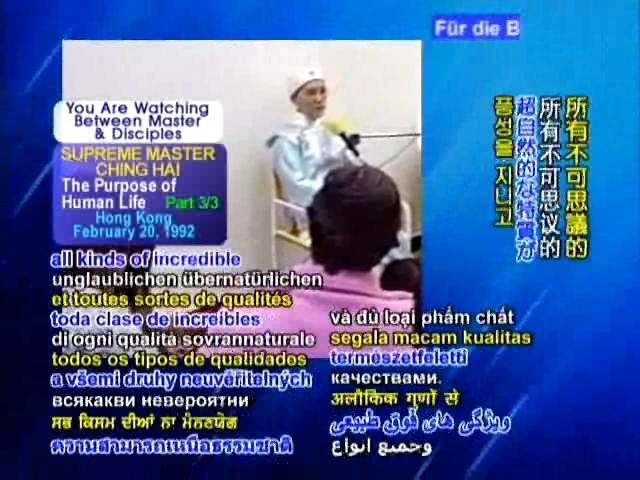 Für die B
You Are Watching
Between Master
& Disciples
SUPREME MASTER
CHING HAI
The Purpose of
Human Life Part 3/3
Hong Kong
February 20, 1992
所有不可思議的
所有不可思议的
超自然的な特質が
품성을 지니고
all kinds of incredible
unglaublichen übernatürlichen
et toutes sortes de qualités
toda clase de increíbles
di ogni qualità sovrannaturale
todos os tipos de qualidades
a všemi druhy neuvěřitelných
всякакви невероятни
ਸਭ ਕਿਸਮ ਦੀਆਂ ਨਾ ਮੰਨਣਯੋਗ
ความสามารถเหนือธรรมชาติ
và đủ loại phẩm chất
segala macam kualitas
természetfeletti
качествами.
अलौकिक गुणों से
ویژگی های فوق طبیعی
وجميع انواع